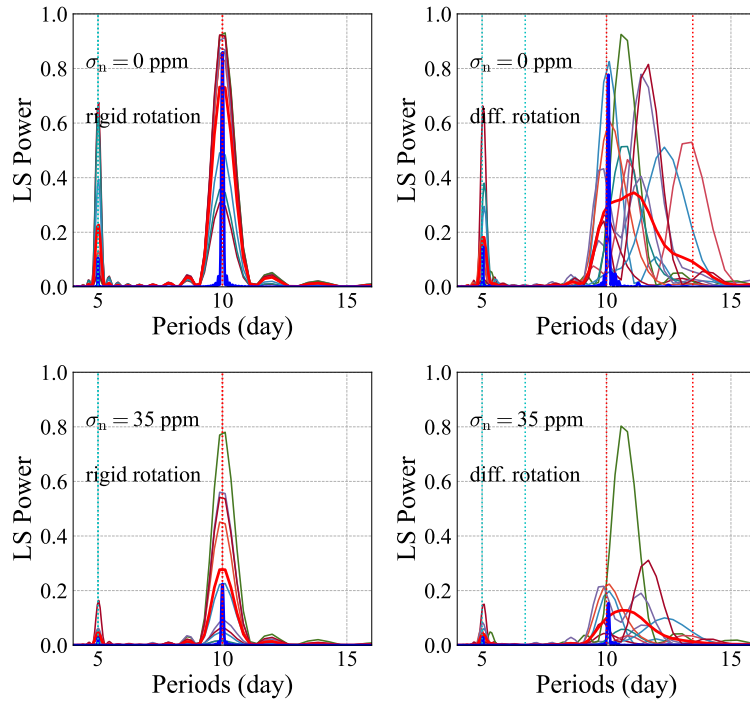 1.0
0.8
0.6
0.4
0.2
0.0
LS Power
σn = 0 ppm
rigid rotation
5
10
15
Periods (day)
1.0
0.8
0.6
0.4
0.2
0.0
LS Power
σn = 0 ppm
diff. rotation
5
10
15
Periods (day)
1.0
0.8
0.6
0.4
0.2
0.0
LS Power
σn = 35 ppm
rigid rotation
5
10
15
Periods (day)
1.0
0.8
0.6
0.4
0.2
0.0
LS Power
σn = 35 ppm
diff. rotation
5
10
15
Periods (day)